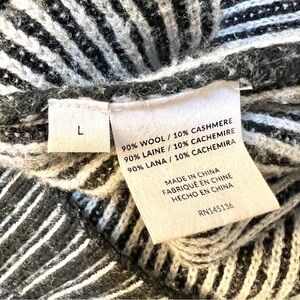 L
90% WOOL / 10% CASHMERE
90% LAINE / 10% CACHEMIRE
90% LANA / 10% CACHEMIRA
MADE IN CHINA
FABRIQUÉ EN CHINE
HECHO EN CHINA
RN145136